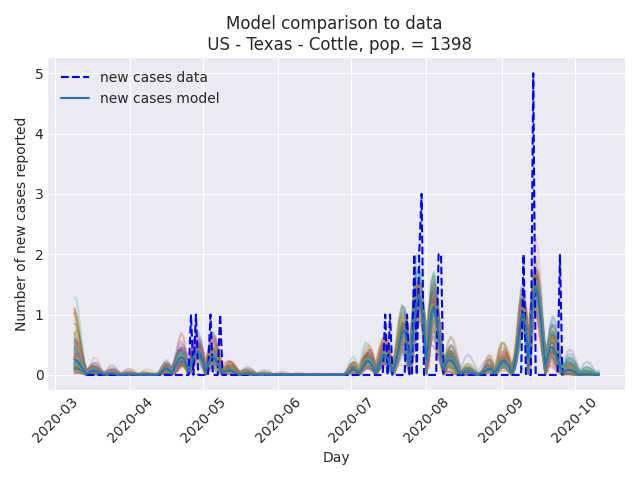 Model comparison to data
US - Texas - Cottle, pop. = 1398
new cases data
new cases model
Number of new cases reported
5
4
3
2
1
0
2020-03
2020-04
2020-05
2020-06
2020-07
2020-08
2020-09
2020-10
Day